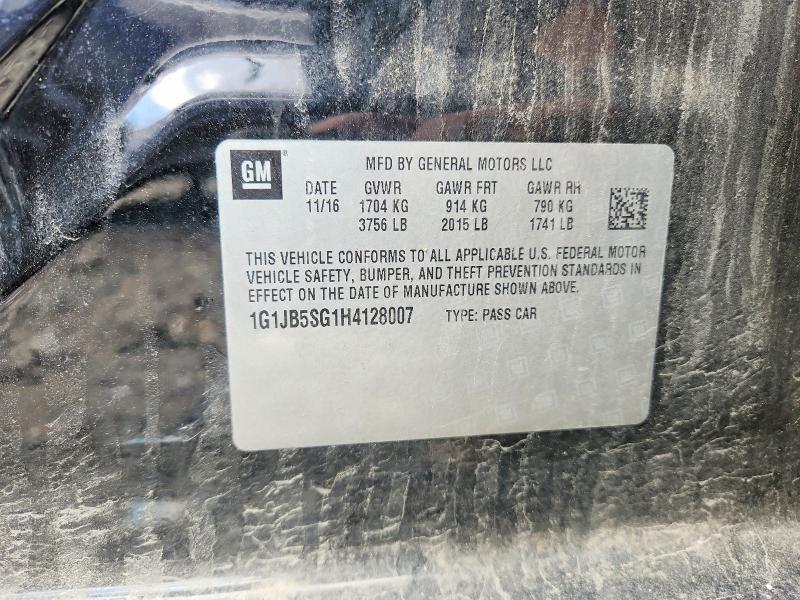 GM ®
MFD BY GENERAL MOTORS LLC
DATE GVWR GAWR FRT GAWR RR
11/16 1704 KG 914 KG 790 KG
3756 LB 2015 LB 1741 LB
THIS VEHICLE CONFORMS TO ALL APPLICABLE U.S. FEDERAL MOTOR
VEHICLE SAFETY, BUMPER, AND THEFT PREVENTION STANDARDS IN
EFFECT ON THE DATE OF MANUFACTURE SHOWN ABOVE.
1G1JB5SG1H4128007 TYPE: PASS CAR